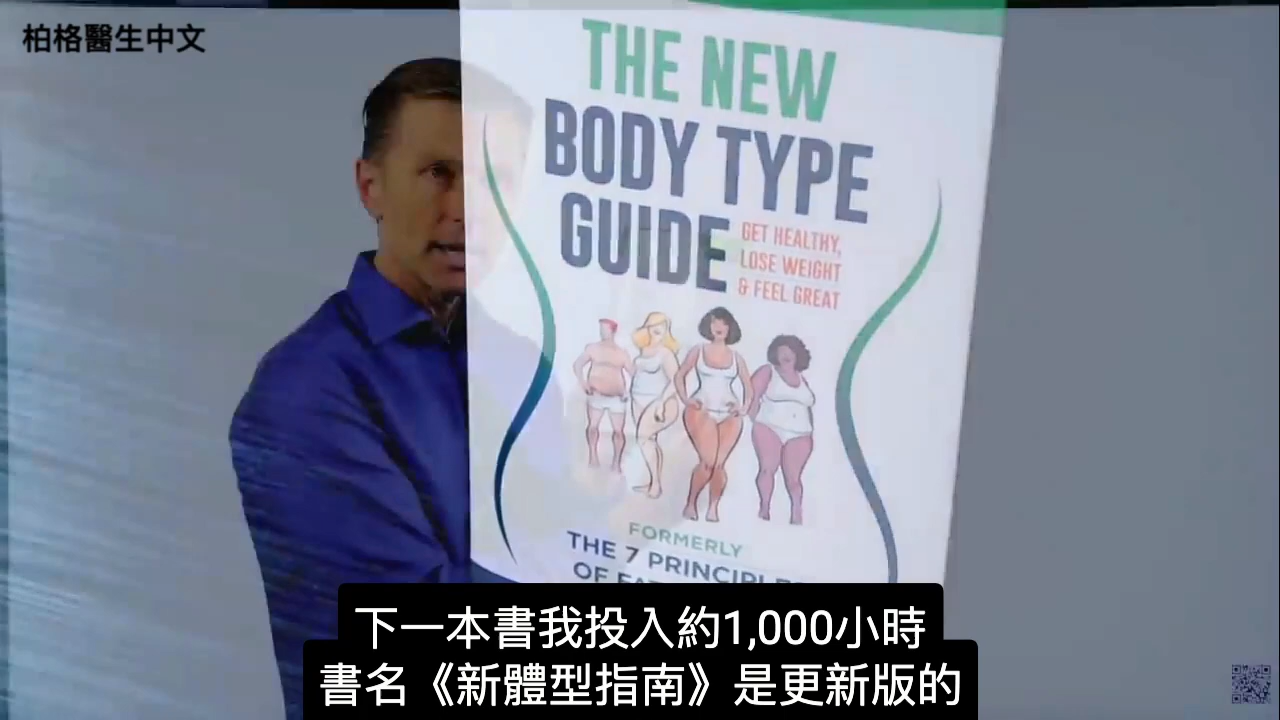 柏格醫生中文
THE NEW
BODY TYPE
GUIDE
GET HEALTHY,
LOSE WEIGHT
& FEEL GREAT
FORMERLY
THE 7 PRINCIPLES
OF FAT
下一本書我投入約1,000小時
書名《新體型指南》是更新版的